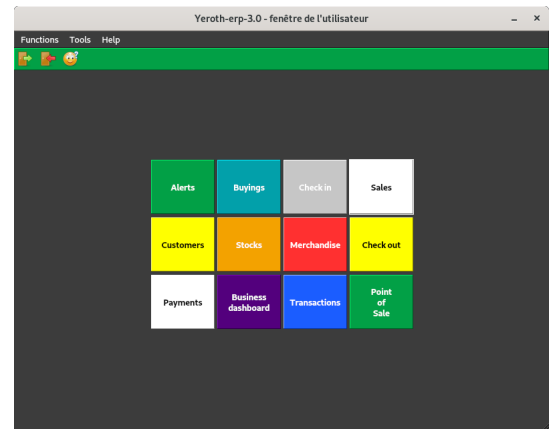 Yeroth-erp-3.0 - fenêtre de l'utilisateur
Functions Tools Help
Alerts Buyings Check in Sales
Customers Stocks Merchandise Check out
Payments Business dashboard Transactions Point of Sale